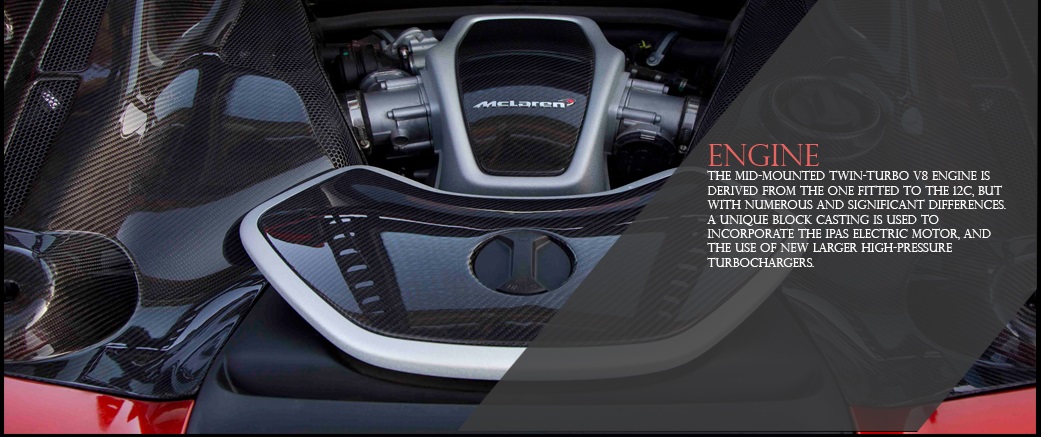 McLaren
ENGINE
THE MID-MOUNTED TWIN-TURBO V8 ENGINE IS
DERIVED FROM THE ONE FITTED TO THE 12C, BUT
WITH NUMEROUS AND SIGNIFICANT DIFFERENCES.
A UNIQUE BLOCK CASTING IS USED TO
INCORPORATE THE IPAS ELECTRIC MOTOR, AND
THE USE OF NEW LARGER HIGH-PRESSURE
TURBOCHARGERS.